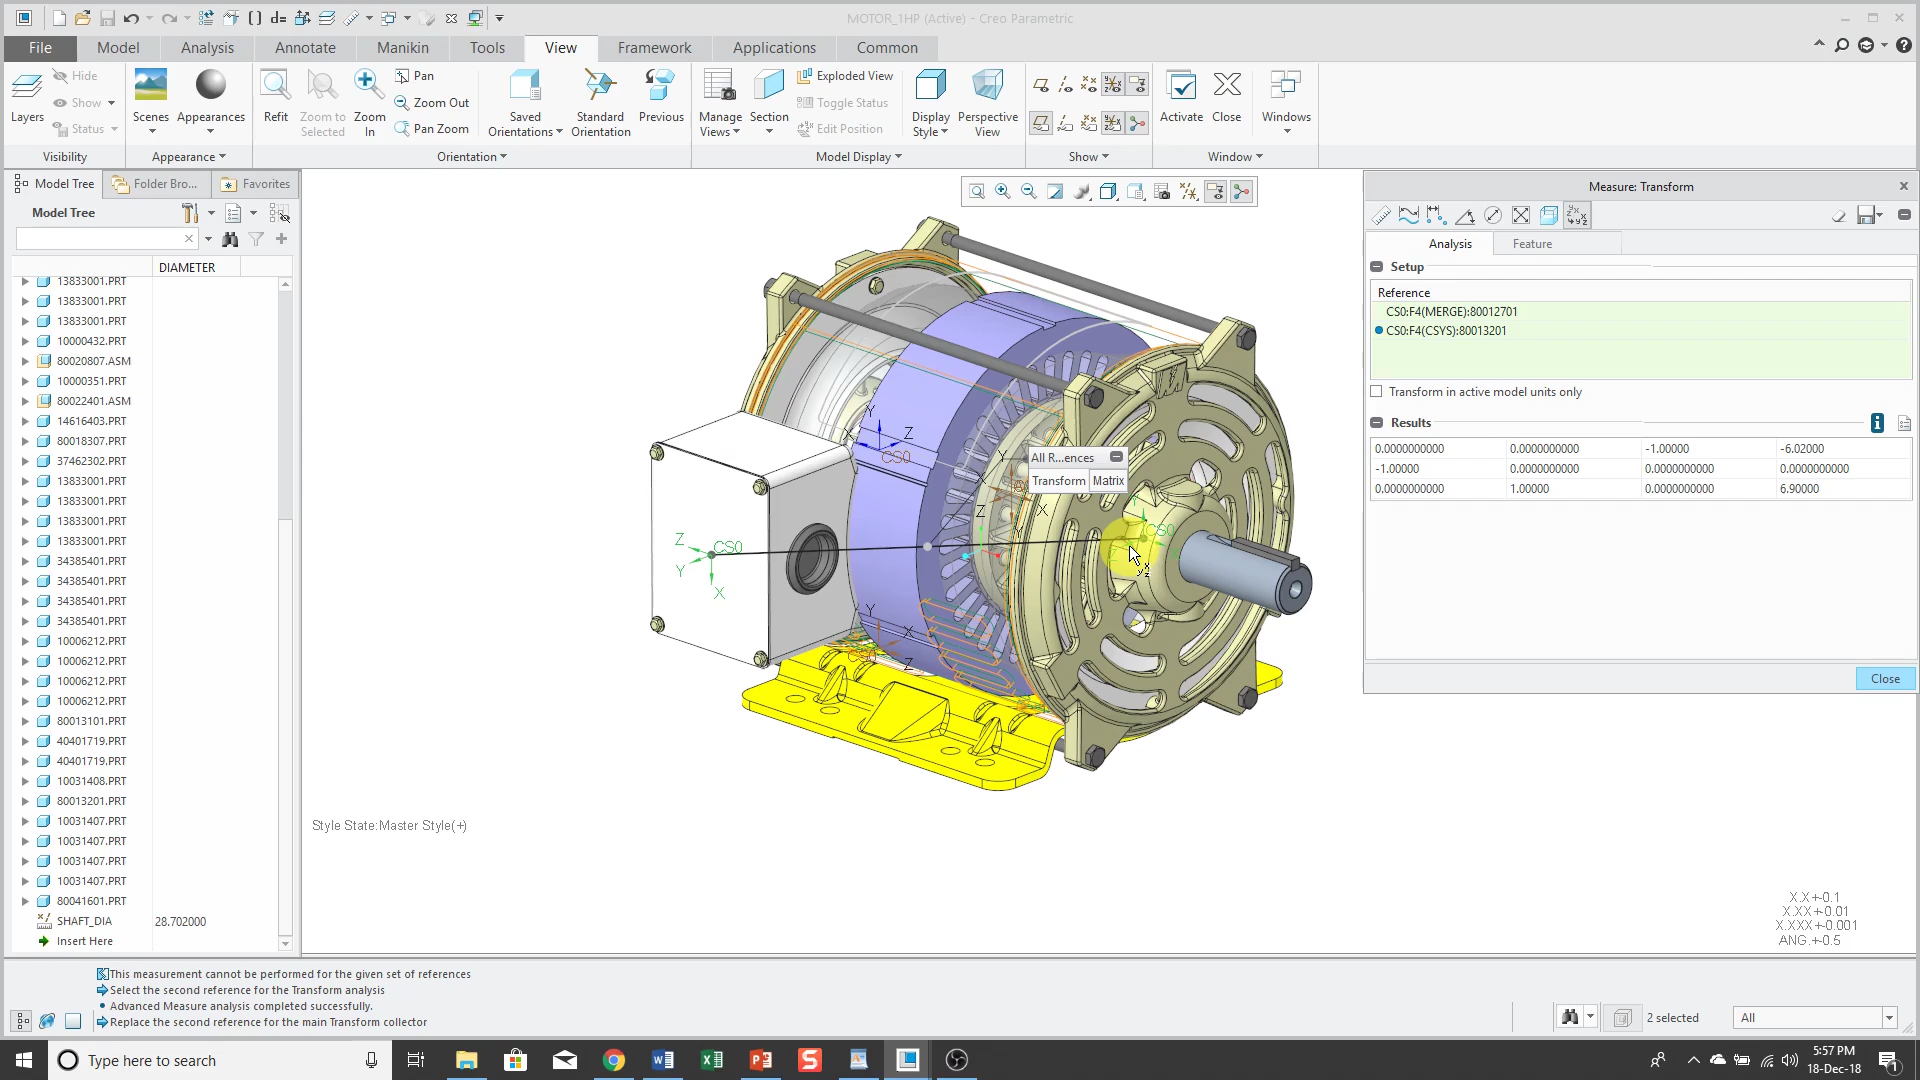 MOTOR_1HP (Active) - Creo Parametric
File Model Analysis Annotate Manikin Tools View Framework Applications Common
Layers
Hide
Show
Status
Scenes
Appearances
Refit
Zoom to Selected
Zoom In
Pan
Zoom Out
Pan Zoom
Saved Orientations
Standard Orientation
Previous
Manage Views
Section
Exploded View
Toggle Status
Edit Position
Display Style
Perspective View
Activate
Close
Windows
Visibility
Appearance
Orientation
Model Display
Show
Window
Model Tree
Folder Bro...
Favorites
Model Tree
DIAMETER
13833001.PRT
13833001.PRT
13833001.PRT
10000432.PRT
80020807.ASM
10000351.PRT
80022401.ASM
14616403.PRT
80018307.PRT
37462302.PRT
13833001.PRT
13833001.PRT
13833001.PRT
13833001.PRT
34385401.PRT
34385401.PRT
34385401.PRT
34385401.PRT
10006212.PRT
10006212.PRT
10006212.PRT
10006212.PRT
80013101.PRT
40401719.PRT
40401719.PRT
10031408.PRT
80013201.PRT
10031407.PRT
10031407.PRT
10031407.PRT
10031407.PRT
80041601.PRT
SHAFT_DIA 28.702000
Insert Here
Y
X
Z
CS0
All R...ences
Transform Matrix
Y
X
Z
CS0
Z
CS0
Y
X
Y
X
Z
Style State:Master Style(+)
X.X+-0.1
X.XX+-0.01
X.XXX+-0.001
ANG.+-0.5
Measure: Transform
Analysis
Feature
Setup
Reference
CS0:F4(MERGE):80012701
CS0:F4(CSYS):80013201
Transform in active model units only
Results
0.0000000000 0.0000000000 -1.00000 -6.02000
-1.00000 0.0000000000 0.0000000000 0.0000000000
0.0000000000 1.00000 0.0000000000 6.90000
Close
This measurement cannot be performed for the given set of references
Select the second reference for the Transform analysis
Advanced Measure analysis completed successfully.
Replace the second reference for the main Transform collector
2 selected
All
Type here to search
5:57 PM
18-Dec-18